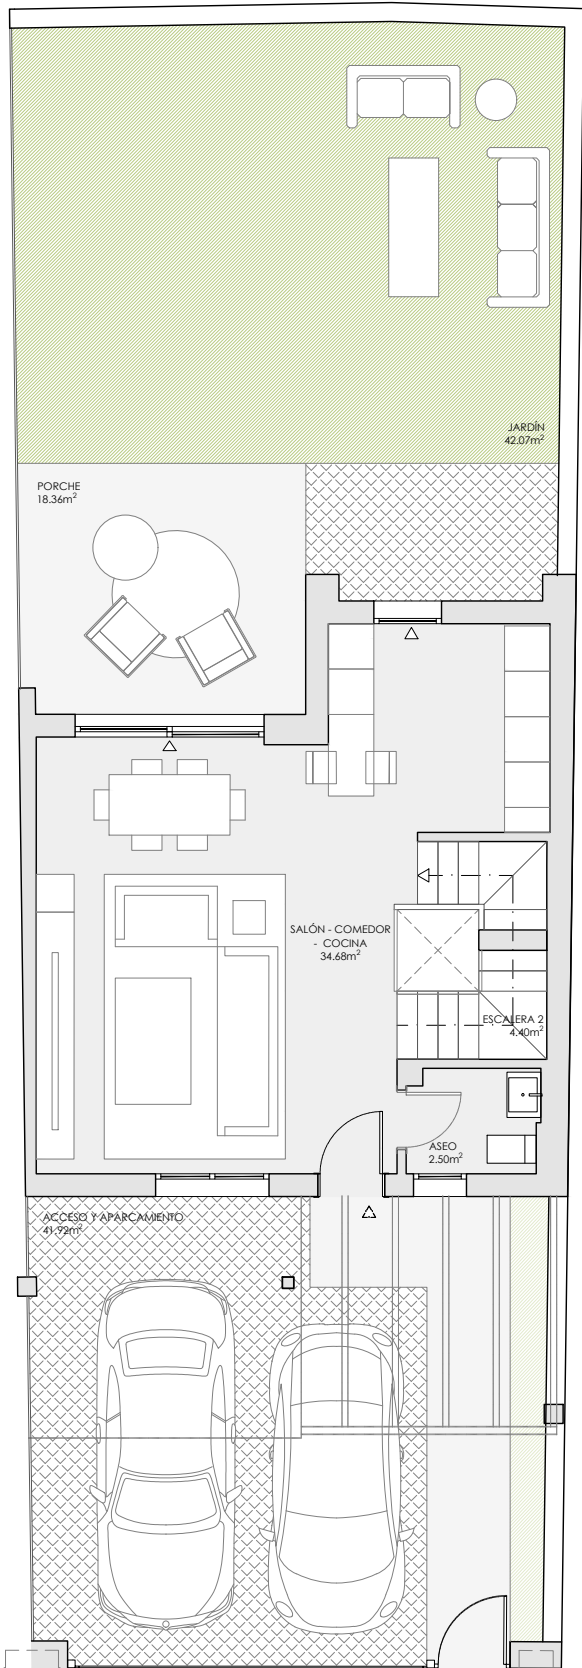 JARDÍN
42.07m²
PORCHE
18.36m²
SALÓN - COMEDOR
- COCINA
34.68m²
ESCALERA 2
4.40m²
ASEO
2.50m²
ACCESO Y APARCAMIENTO
41.92m²